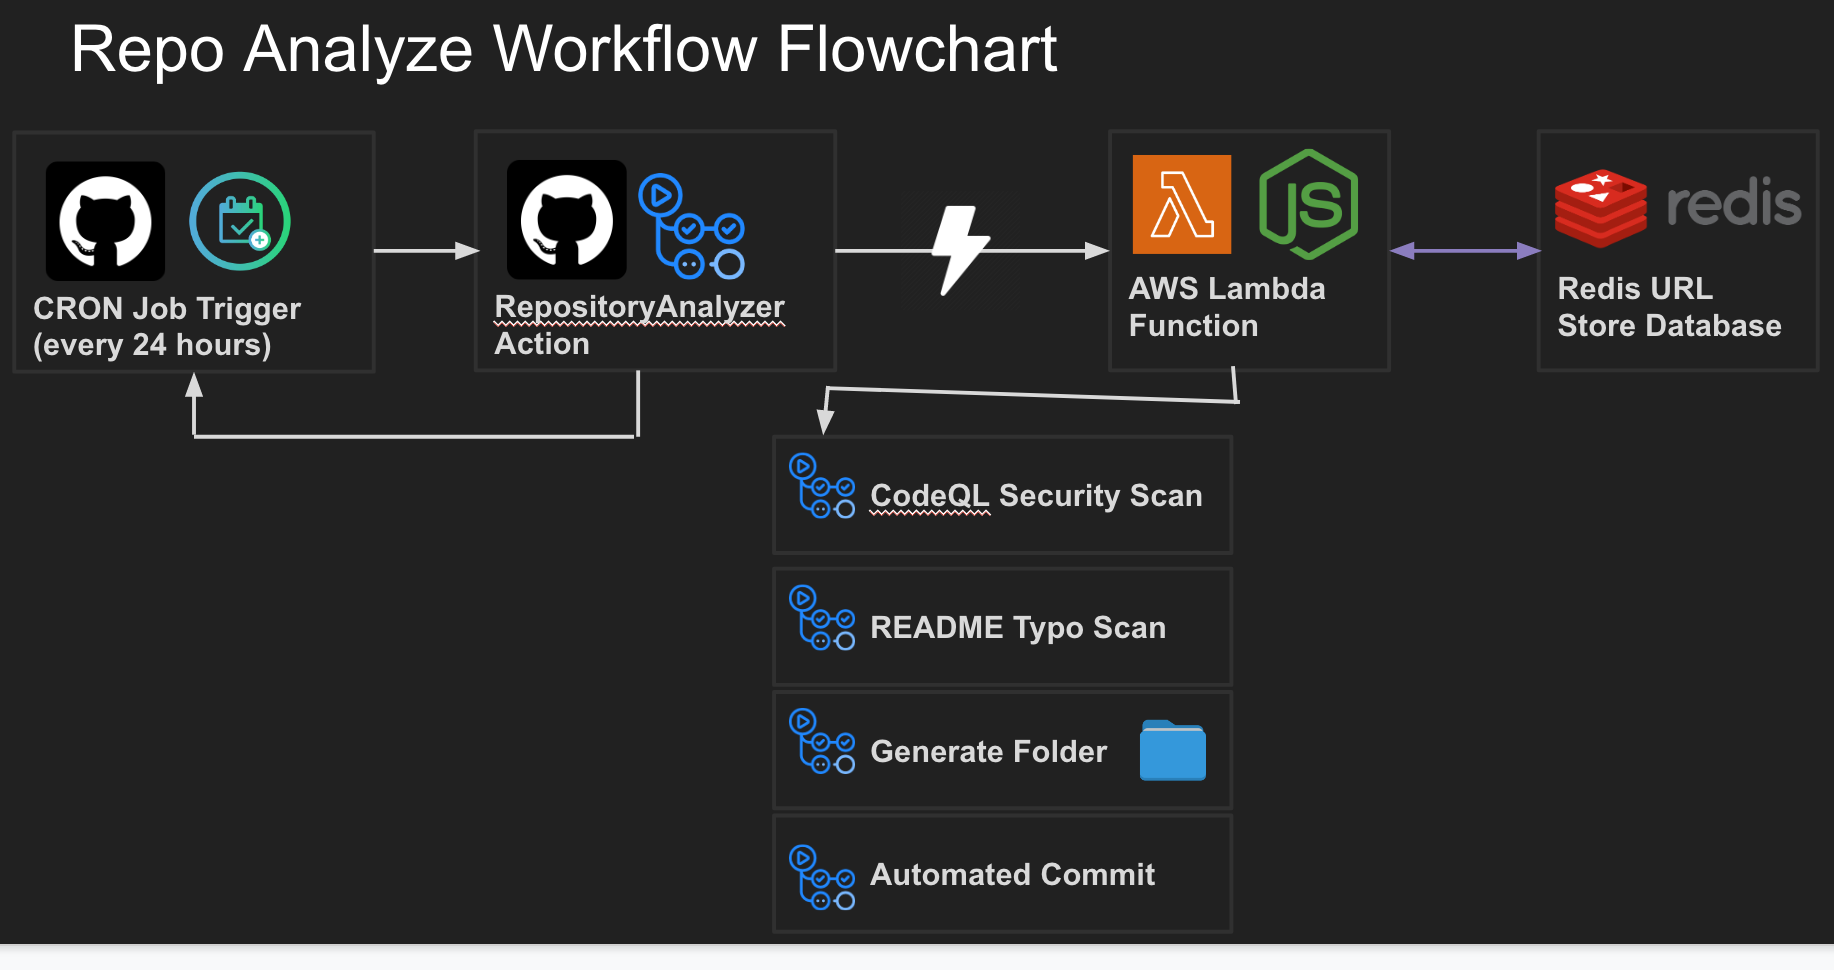 Repo Analyze Workflow Flowchart
CRON Job Trigger
(every 24 hours)
RepositoryAnalyzer
Action
JS
AWS Lambda
Function
redis
Redis URL
Store Database
CodeQL Security Scan
README Typo Scan
Generate Folder
Automated Commit